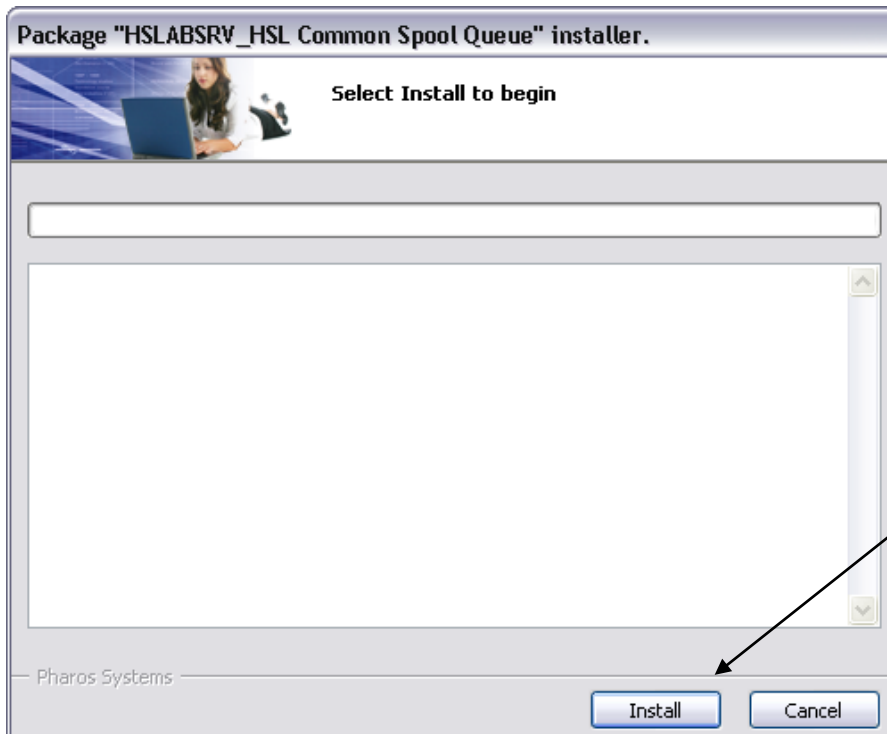 Package "HSLABSRV_HSL Common Spool Queue" installer.
Select Install to begin
Pharos Systems
Install Cancel